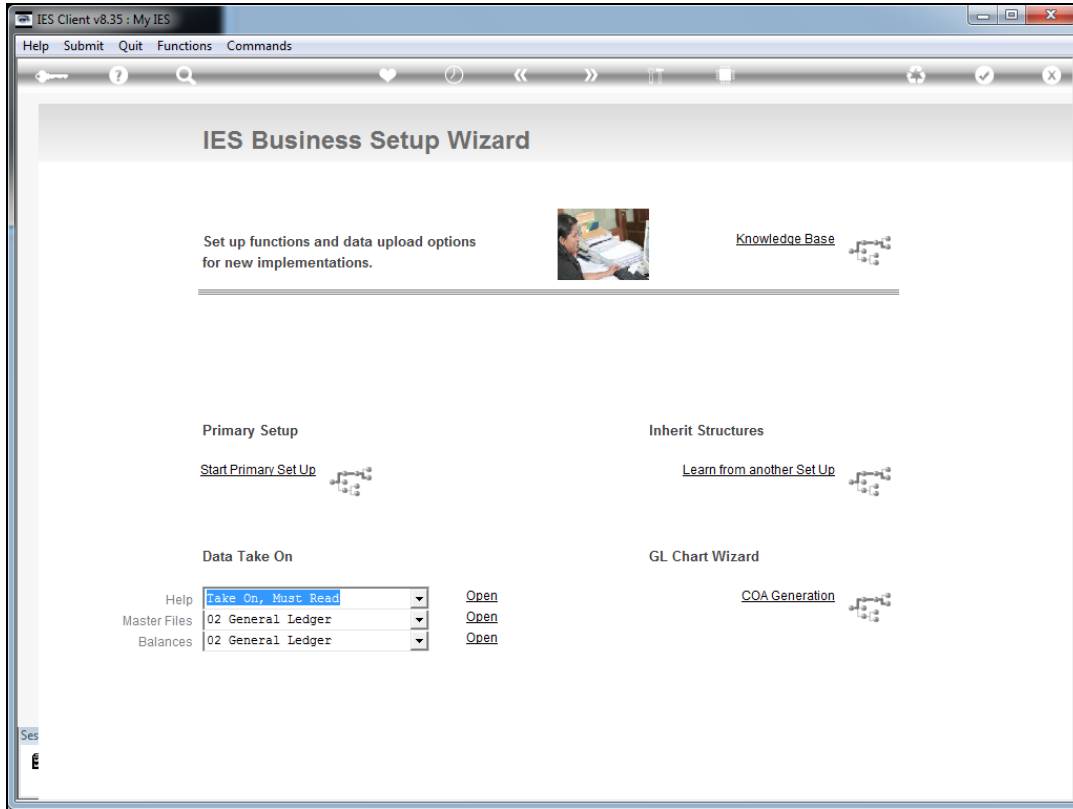 IES Client v8.35 : My IES
Help Submit Quit Functions Commands
IES Business Setup Wizard
Set up functions and data upload options
for new implementations.
Knowledge Base
Primary Setup
Inherit Structures
Start Primary Set Up
Learn from another Set Up
Data Take On
GL Chart Wizard
Help Take On, Must Read Open
COA Generation
Master Files 02 General Ledger Open
Balances 02 General Ledger Open
Ses